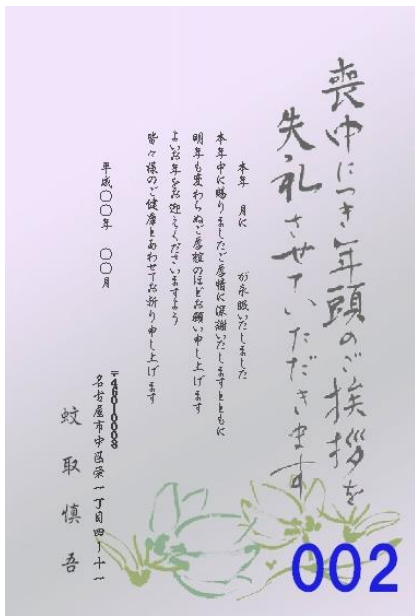 喪中につき年頭のご挨拶を
失礼させていただきます
本年　月に　　が永眠いたしました
本年中に賜りましたご厚情に深謝いたしますとともに
明年も変わらぬご厚誼のほどお願い申し上げます
よいお年をお迎えくださいますよう
皆々様のご健康とあわせてお祈り申し上げます
平成〇〇年　〇〇月
〒460-0008
名古屋市中区栄一丁目四ー十一
蚊取慎吾
002